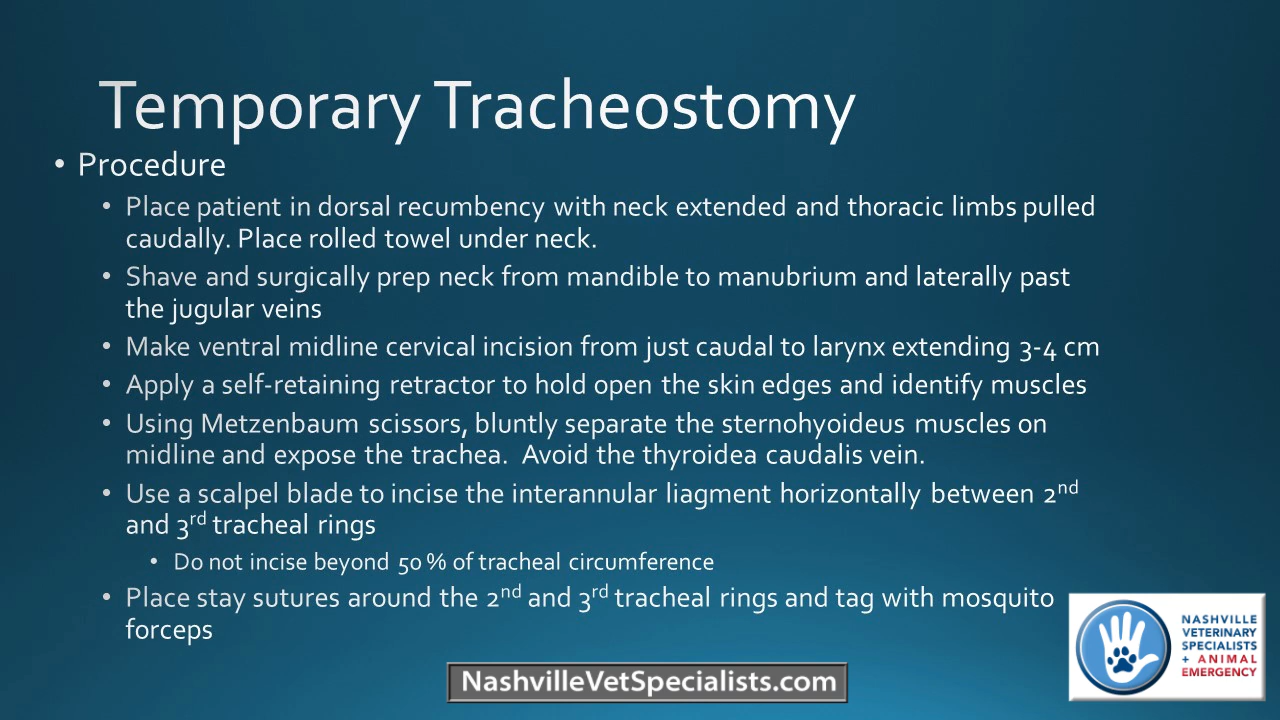 Temporary Tracheostomy
• Procedure
• Place patient in dorsal recumbency with neck extended and thoracic limbs pulled
caudally. Place rolled towel under neck.
• Shave and surgically prep neck from mandible to manubrium and laterally past
the jugular veins
• Make ventral midline cervical incision from just caudal to larynx extending 3-4 cm
• Apply a self-retaining retractor to hold open the skin edges and identify muscles
• Using Metzenbaum scissors, bluntly separate the sternohyoideus muscles on
midline and expose the trachea. Avoid the thyroidea caudalis vein.
• Use a scalpel blade to incise the interannular liagment horizontally between 2nd
and 3rd tracheal rings
• Do not incise beyond 50 % of tracheal circumference
• Place stay sutures around the 2nd and 3rd tracheal rings and tag with mosquito
forceps
NASHVILLE
VETERINARY
SPECIALISTS
+ ANIMAL
EMERGENCY
NashvilleVetSpecialists.com